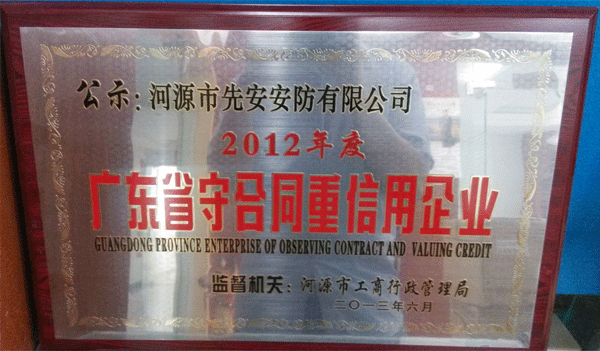 公示：河源市先安安防有限公司
2012年度
广东省守合同重信用企业
GUANGDONG PROVINCE ENTERPRISE OF OBSERVING CONTRACT AND VALUING CREDIT
监督机关：河源市工商行政管理局
二〇一三年六月